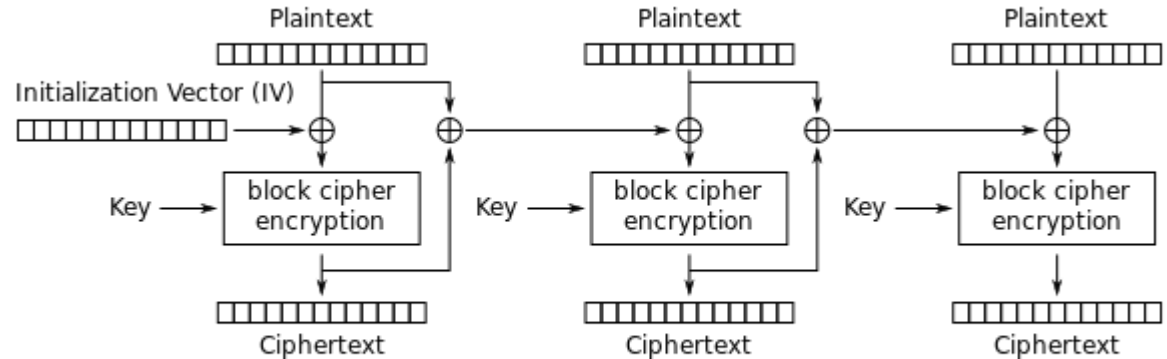 Plaintext
Plaintext
Plaintext
Initialization Vector (IV)
Key
block cipher
encryption
Key
block cipher
encryption
Key
block cipher
encryption
Ciphertext
Ciphertext
Ciphertext